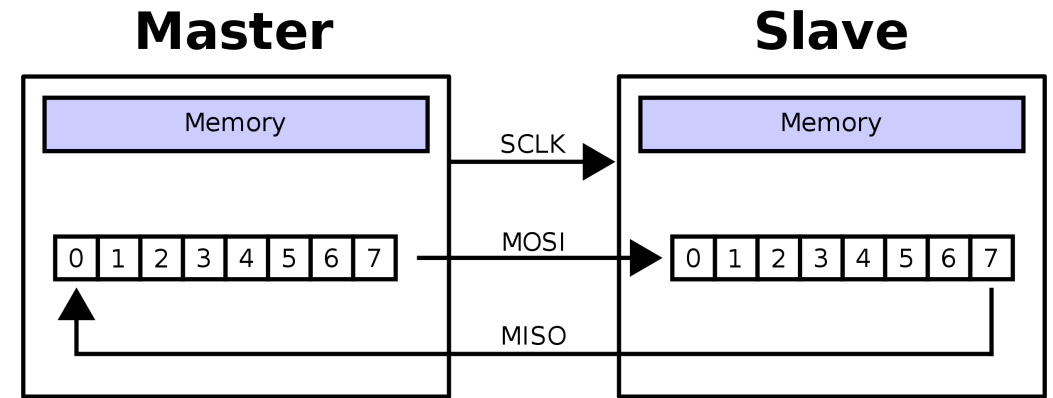 Master Slave
Memory Memory
SCLK
0 1 2 3 4 5 6 7 MOSI 0 1 2 3 4 5 6 7
MISO